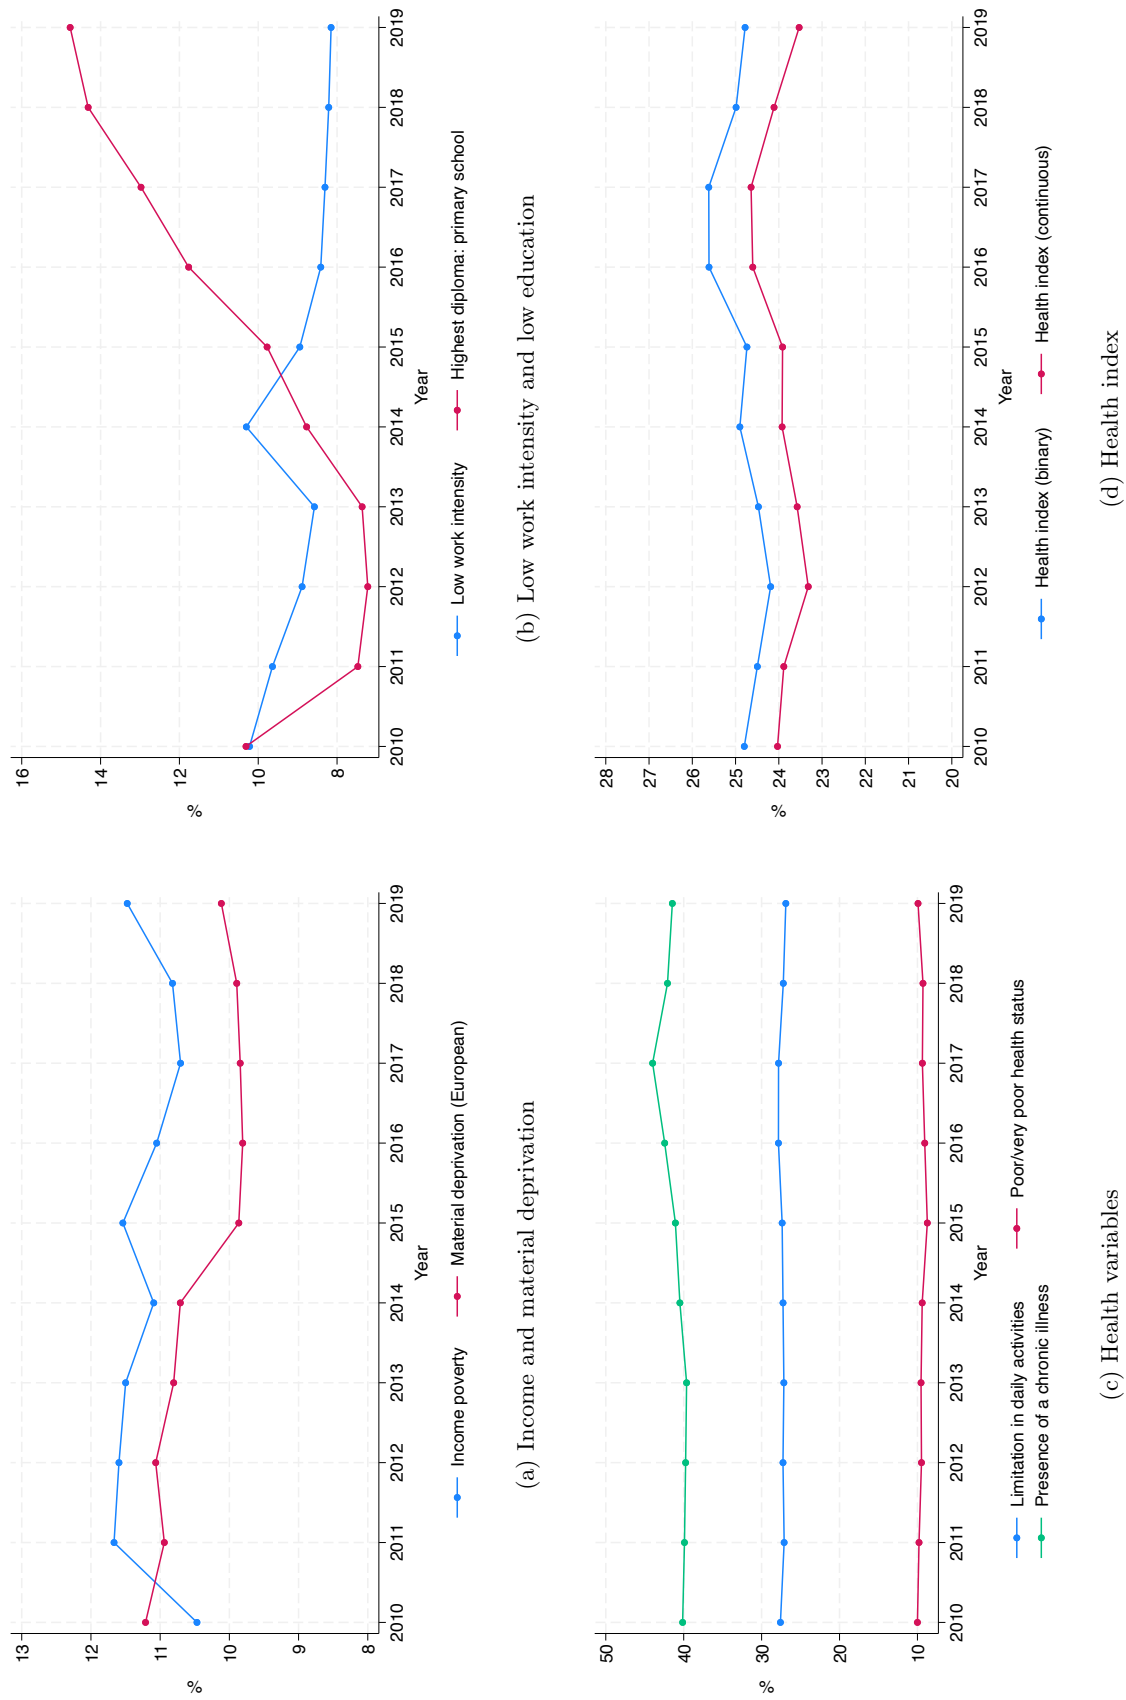 13
12
11
10
9
8
%
2010 2011 2012 2013 2014 2015 2016 2017 2018 2019
Year
Income poverty Material deprivation (European)
(a) Income and material deprivation
16
14
12
10
8
%
2010 2011 2012 2013 2014 2015 2016 2017 2018 2019
Year
Low work intensity Highest diploma: primary school
(b) Low work intensity and low education
50
40
30
20
10
%
2010 2011 2012 2013 2014 2015 2016 2017 2018 2019
Year
Limitation in daily activities Poor/very poor health status
Presence of a chronic illness
(c) Health variables
28
27
26
25
24
23
22
21
20
%
2010 2011 2012 2013 2014 2015 2016 2017 2018 2019
Year
Health index (binary) Health index (continuous)
(d) Health index